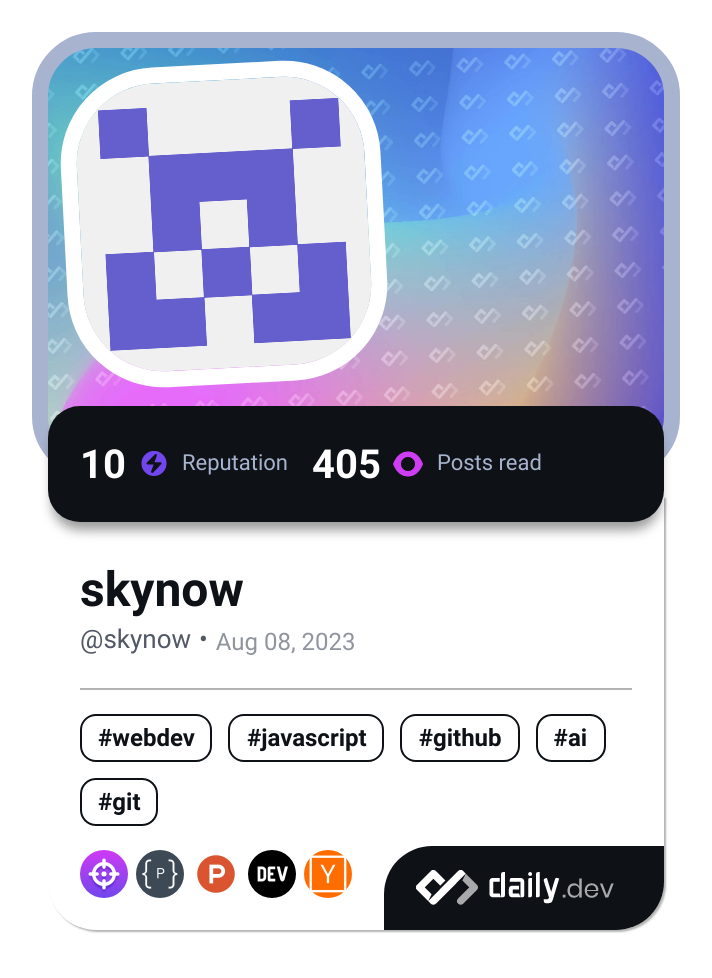 10 Reputation 405 Posts read
skynow
@skynow • Aug 08, 2023
#webdev #javascript #github #ai
#git
{P} P DEV Y
daily.dev